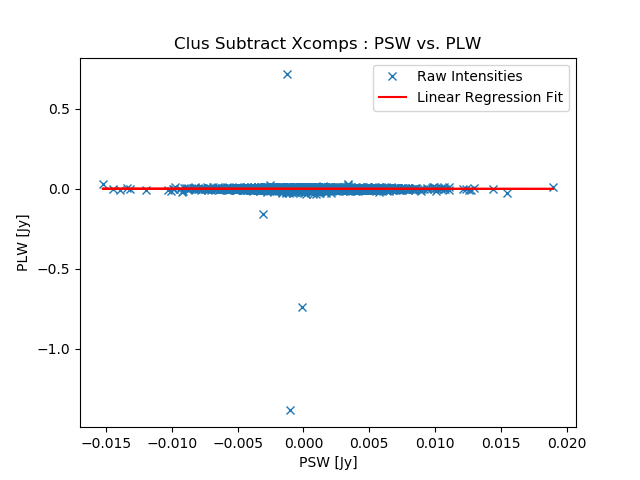 Clus Subtract Xcomps : PSW vs. PLW
Raw Intensities
Linear Regression Fit
0.5
0.0
−0.5
−1.0
PLW [Jy]
−0.015 −0.010 −0.005 0.000 0.005 0.010 0.015 0.020
PSW [Jy]